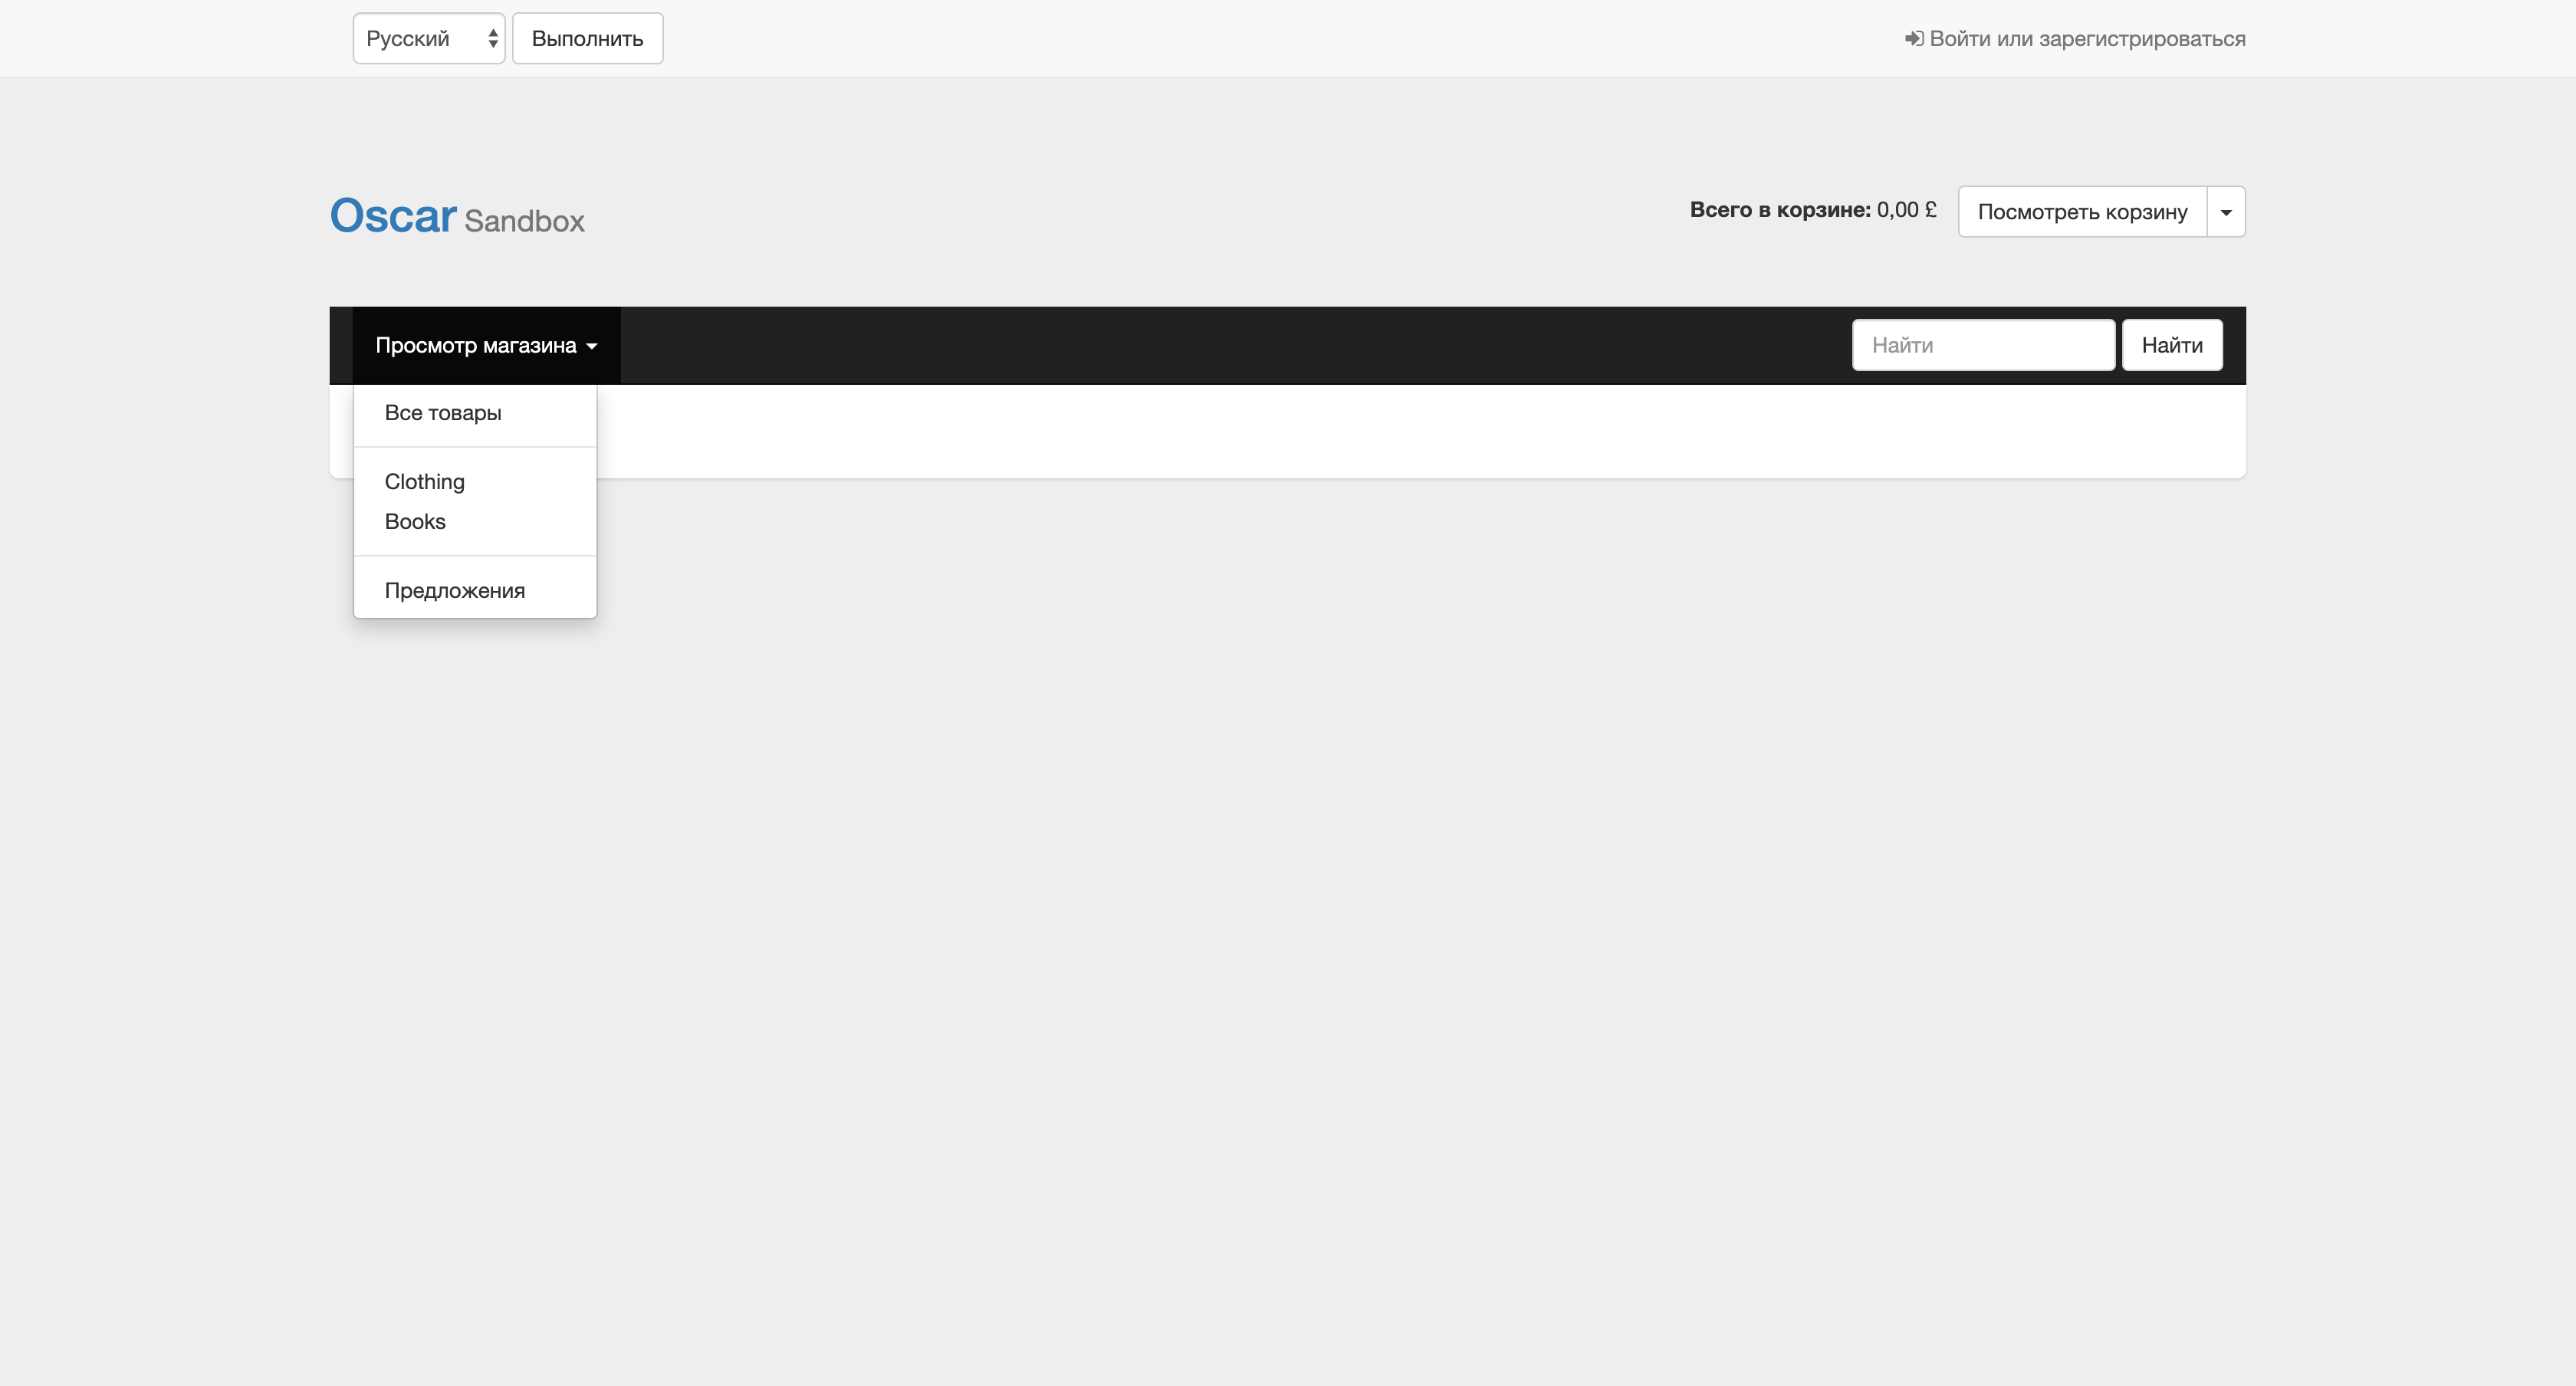 Русский
Выполнить
Войти или зарегистрироваться
Oscar Sandbox
Всего в корзине: 0,00 £
Посмотреть корзину
Просмотр магазина
Найти
Найти
Все товары
Clothing
Books
Предложения